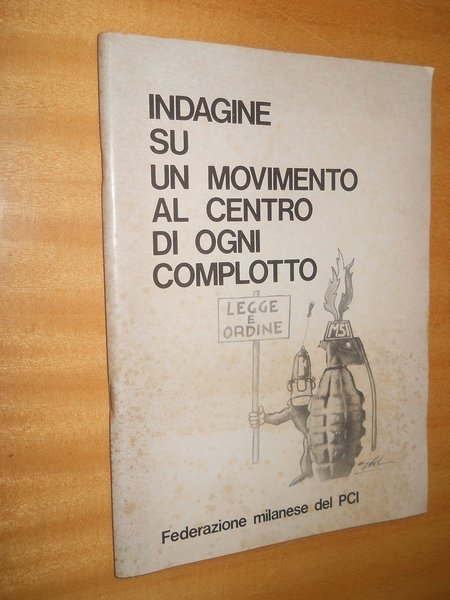 INDAGINE
SU
UN MOVIMENTO
AL CENTRO
DI OGNI
COMPLOTTO
LEGGE
E
ORDINE
MSI
Federazione milanese del PCI